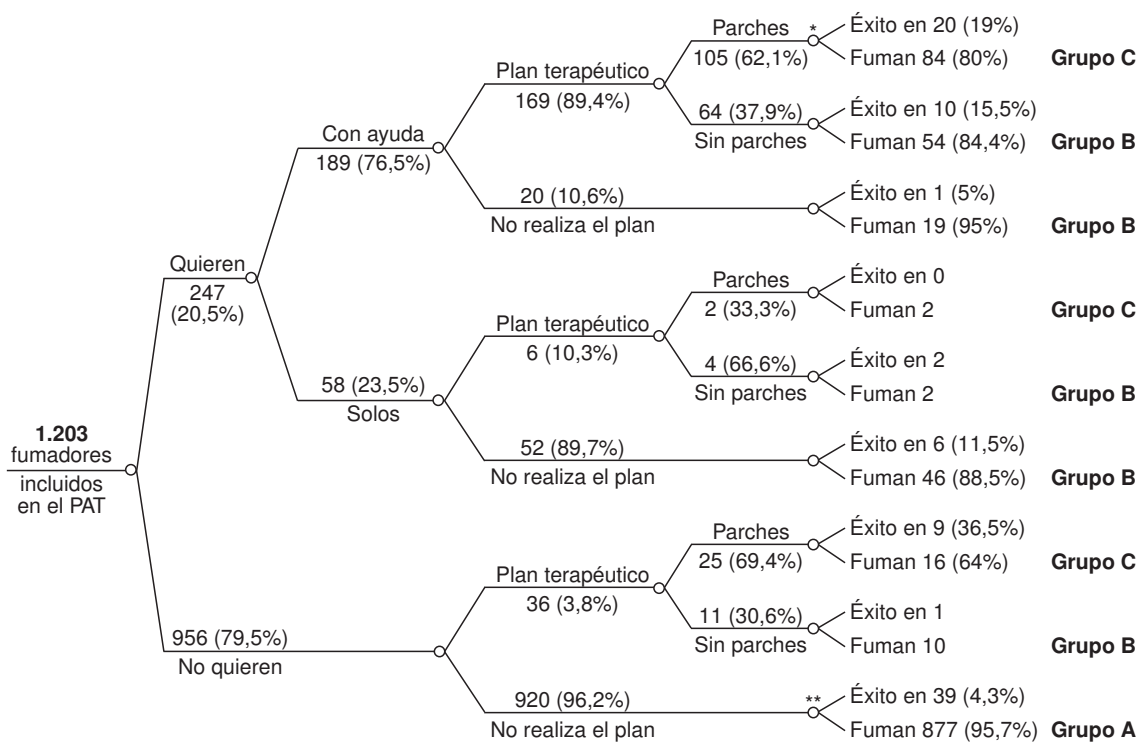 1.203
fumadores
incluidos
en el PAT
Quieren
247
(20,5%)
Con ayuda
189 (76,5%)
Plan terapéutico
169 (89,4%)
Parches
105 (62,1%)
*
Éxito en 20 (19%)
Fuman 84 (80%) Grupo C
64 (37,9%)
Sin parches
Éxito en 10 (15,5%)
Fuman 54 (84,4%) Grupo B
20 (10,6%)
No realiza el plan
Éxito en 1 (5%)
Fuman 19 (95%) Grupo B
58 (23,5%)
Solos
Plan terapéutico
6 (10,3%)
Parches
2 (33,3%)
Éxito en 0
Fuman 2 Grupo C
4 (66,6%)
Sin parches
Éxito en 2
Fuman 2 Grupo B
52 (89,7%)
No realiza el plan
Éxito en 6 (11,5%)
Fuman 46 (88,5%) Grupo B
956 (79,5%)
No quieren
Plan terapéutico
36 (3,8%)
Parches
25 (69,4%)
Éxito en 9 (36,5%)
Fuman 16 (64%) Grupo C
11 (30,6%)
Sin parches
Éxito en 1
Fuman 10 Grupo B
920 (96,2%)
No realiza el plan
**
Éxito en 39 (4,3%)
Fuman 877 (95,7%) Grupo A